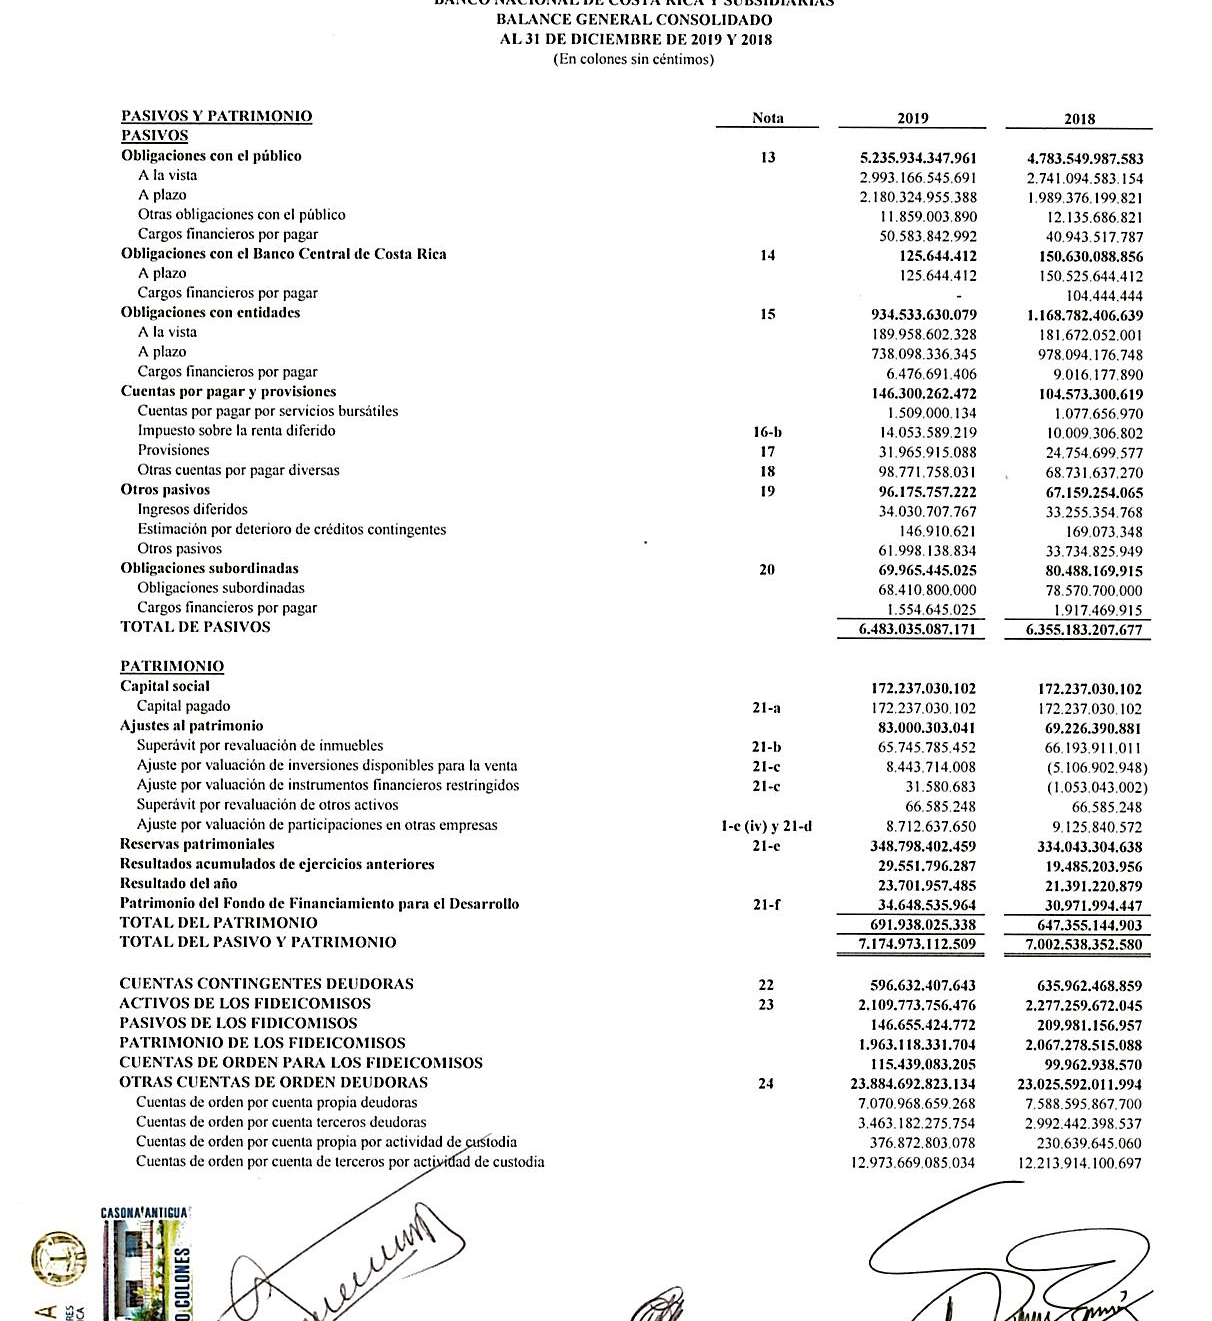 BANCO NACIONAL DE COSTA RICA Y SUBSIDIARIAS
BALANCE GENERAL CONSOLIDADO
AL 31 DE DICIEMBRE DE 2019 Y 2018
(En colones sin céntimos)
PASIVOS Y PATRIMONIO Nota 2019 2018
PASIVOS
Obligaciones con el público 13 5.235.934.347.961 4.783.549.987.583
A la vista 2.993.166.545.691 2.741.094.583.154
A plazo 2.180.324.955.388 1.989.376.199.821
Otras obligaciones con el público 11.859.003.890 12.135.686.821
Cargos financieros por pagar 50.583.842.992 40.943.517.787
Obligaciones con el Banco Central de Costa Rica 14 125.644.412 150.630.088.856
A plazo 125.644.412 150.525.644.412
Cargos financieros por pagar - 104.444.444
Obligaciones con entidades 15 934.533.630.079 1.168.782.406.639
A la vista 189.958.602.328 181.672.052.001
A plazo 738.098.336.345 978.094.176.748
Cargos financieros por pagar 6.476.691.406 9.016.177.890
Cuentas por pagar y provisiones 146.300.262.472 104.573.300.619
Cuentas por pagar por servicios bursátiles 1.509.000.134 1.077.656.970
Impuesto sobre la renta diferido 16-b 14.053.589.219 10.009.306.802
Provisiones 17 31.965.915.088 24.754.699.577
Otras cuentas por pagar diversas 18 98.771.758.031 68.731.637.270
Otros pasivos 19 96.175.757.222 67.159.254.065
Ingresos diferidos 34.030.707.767 33.255.354.768
Estimación por deterioro de créditos contingentes 146.910.621 169.073.348
Otros pasivos 61.998.138.834 33.734.825.949
Obligaciones subordinadas 20 69.965.445.025 80.488.169.915
Obligaciones subordinadas 68.410.800.000 78.570.700.000
Cargos financieros por pagar 1.554.645.025 1.917.469.915
TOTAL DE PASIVOS 6.483.035.087.171 6.355.183.207.677
PATRIMONIO
Capital social 172.237.030.102 172.237.030.102
Capital pagado 21-a 172.237.030.102 172.237.030.102
Ajustes al patrimonio 83.000.303.041 69.226.390.881
Superávit por revaluación de inmuebles 21-b 65.745.785.452 66.193.911.011
Ajuste por valuación de inversiones disponibles para la venta 21-c 8.443.714.008 (5.106.902.948)
Ajuste por valuación de instrumentos financieros restringidos 21-c 31.580.683 (1.053.043.002)
Superávit por revaluación de otros activos 66.585.248 66.585.248
Ajuste por valuación de participaciones en otras empresas 1-c (iv) y 21-d 8.712.637.650 9.125.840.572
Reservas patrimoniales 21-e 348.798.402.459 334.043.304.638
Resultados acumulados de ejercicios anteriores 29.551.796.287 19.485.203.956
Resultado del año 23.701.957.485 21.391.220.879
Patrimonio del Fondo de Financiamiento para el Desarrollo 21-f 34.648.535.964 30.971.994.447
TOTAL DEL PATRIMONIO 691.938.025.338 647.355.144.903
TOTAL DEL PASIVO Y PATRIMONIO 7.174.973.112.509 7.002.538.352.580
CUENTAS CONTINGENTES DEUDORAS 22 596.632.407.643 635.962.468.859
ACTIVOS DE LOS FIDEICOMISOS 23 2.109.773.756.476 2.277.259.672.045
PASIVOS DE LOS FIDICOMISOS 146.655.424.772 209.981.156.957
PATRIMONIO DE LOS FIDEICOMISOS 1.963.118.331.704 2.067.278.515.088
CUENTAS DE ORDEN PARA LOS FIDEICOMISOS 115.439.083.205 99.962.938.570
OTRAS CUENTAS DE ORDEN DEUDORAS 24 23.884.692.823.134 23.025.592.011.994
Cuentas de orden por cuenta propia deudoras 7.070.968.659.268 7.588.595.867.700
Cuentas de orden por cuenta terceros deudoras 3.463.182.275.754 2.992.442.398.537
Cuentas de orden por cuenta propia por actividad de custodia 376.872.803.078 230.639.645.060
Cuentas de orden por cuenta de terceros por actividad de custodia 12.973.669.085.034 12.213.914.100.697
CASONA ANTIGUA
COLONES